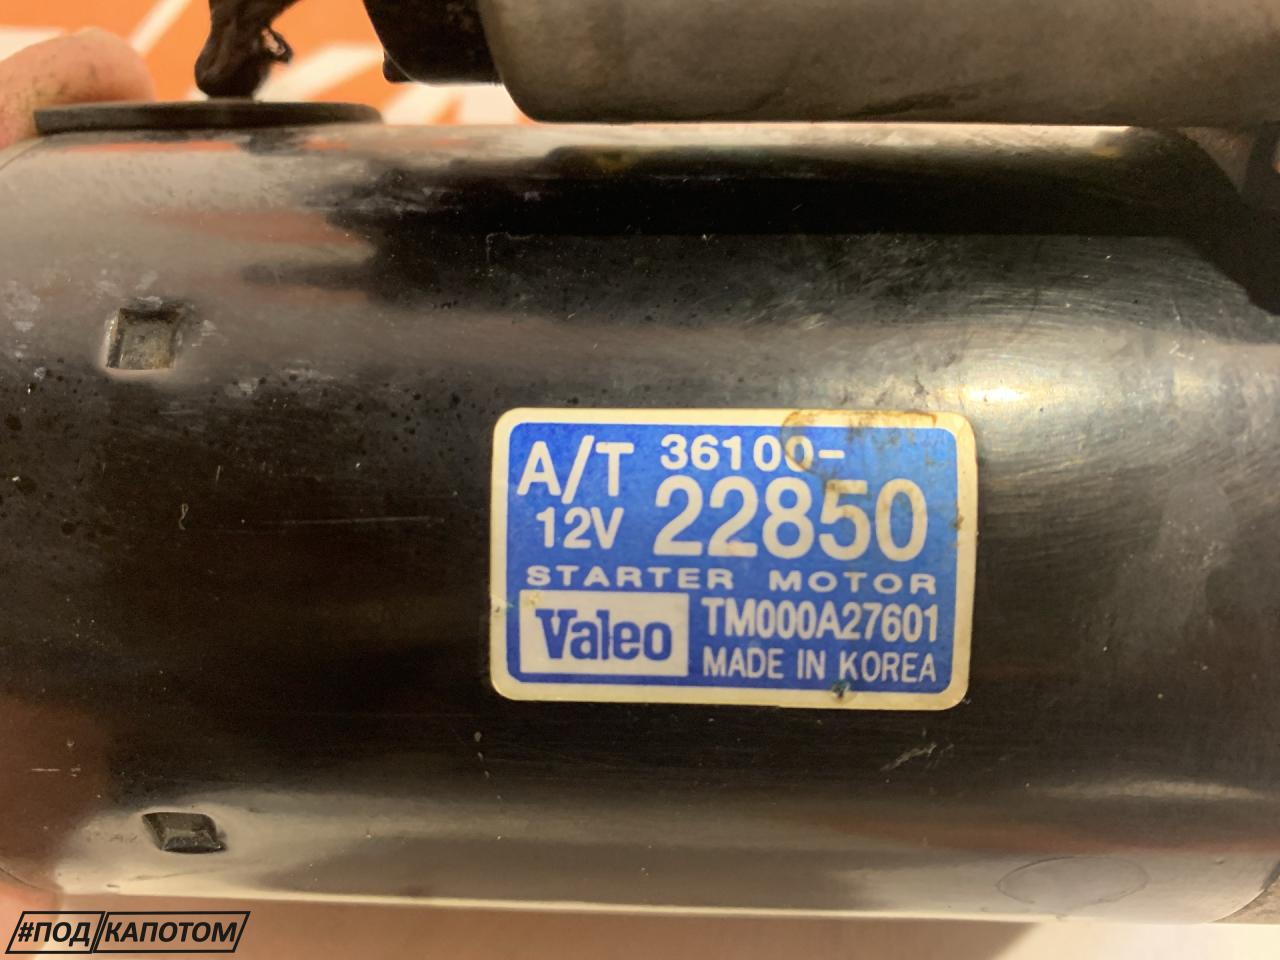 A/T 36100-
12V 22850
STARTER MOTOR
Valeo TM000A27601
MADE IN KOREA
#ПОД КАПОТОМ